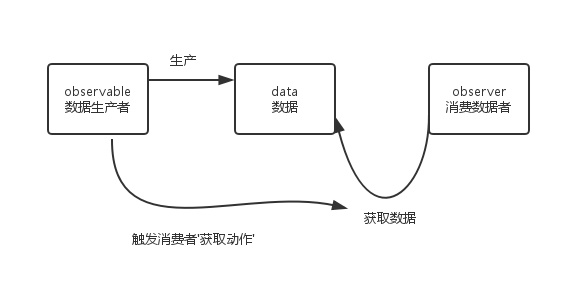 生产
observable
数据生产者
data
数据
observer
消费数据者
获取数据
触发消费者'获取动作'